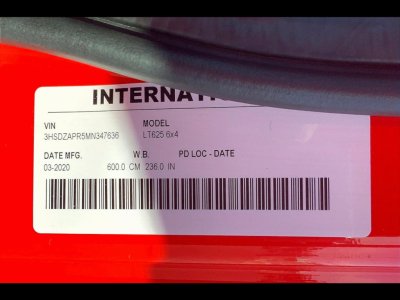 INTERNAT
VIN MODEL
3HSDZAPR5MN347636 LT625 6x4
DATE MFG. W.B. PD LOC - DATE
03-2020 600.0 CM 236.0 IN